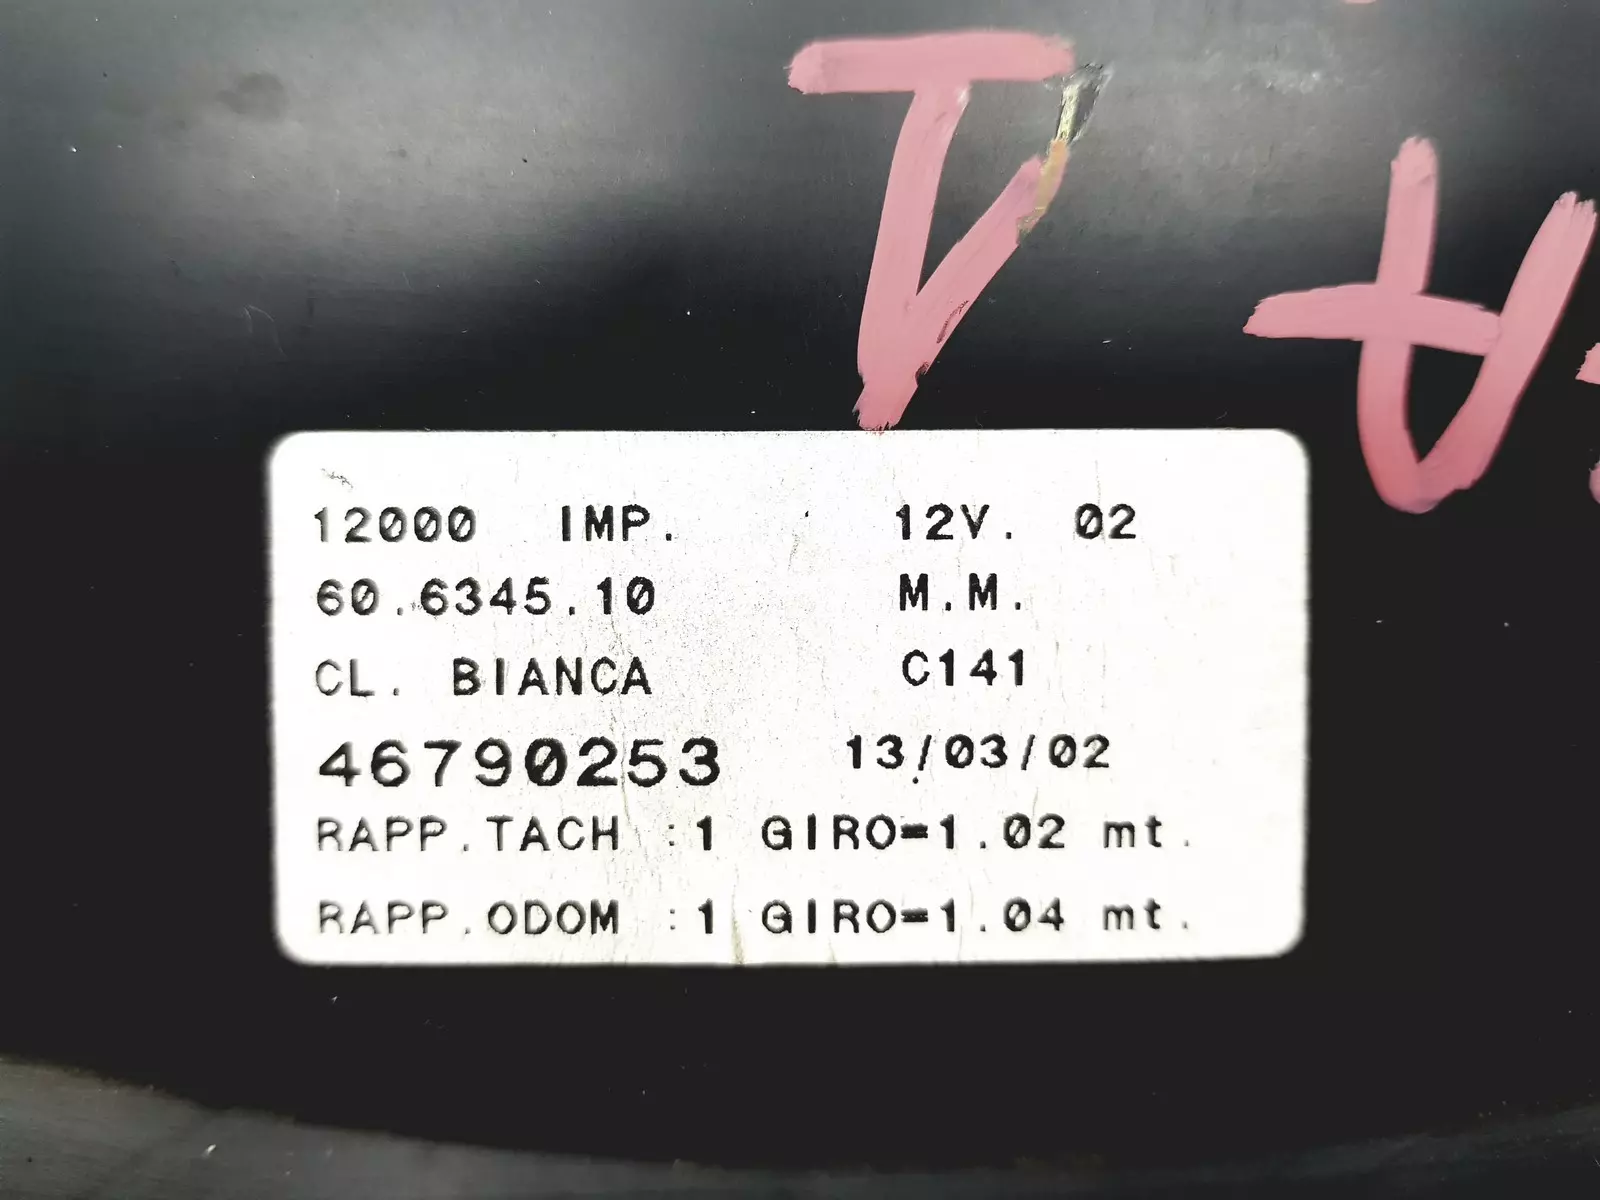 12000 IMP. 12V. 02
60.6345.10 M.M.
CL. BIANCA C141
46790253 13/03/02
RAPP.TACH :1 GIRO=1.02 mt.
RAPP.ODOM :1 GIRO=1.04 mt.